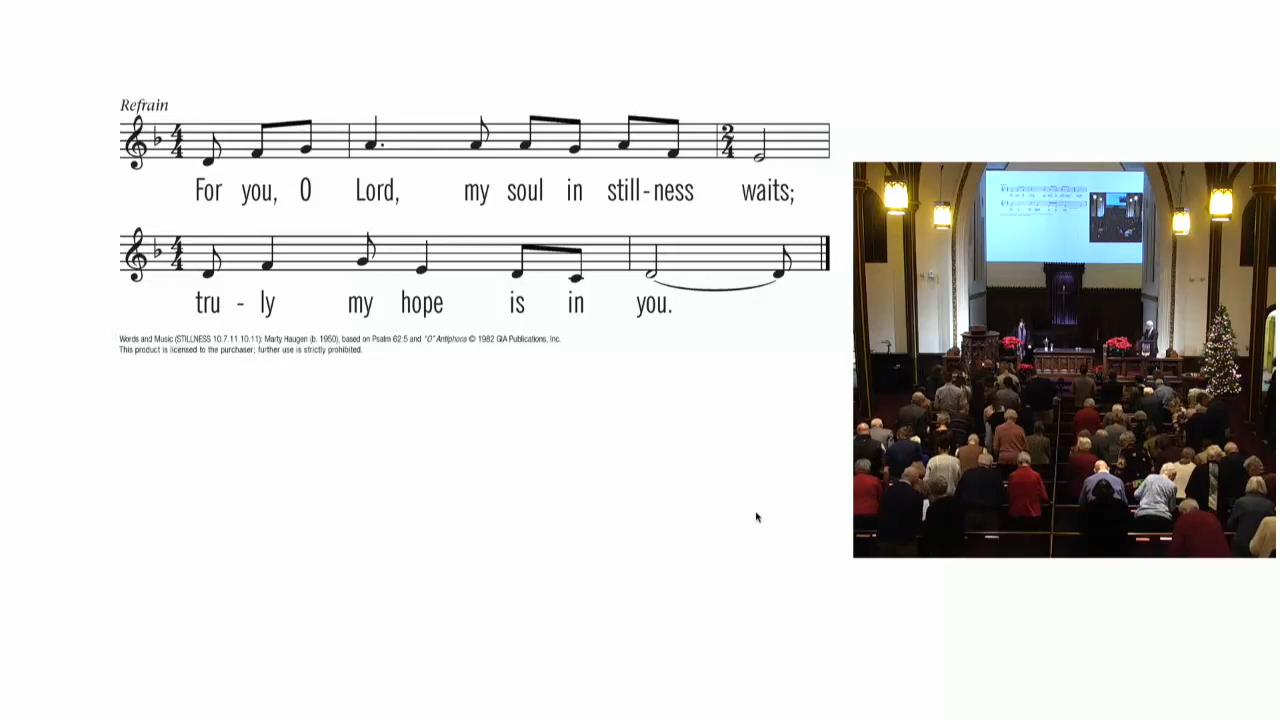 Refrain
For you, O Lord, my soul in still-ness waits;
tru - ly my hope is in you.
Words and Music (STILLNESS 10.7.11.10.11): Marty Haugen (b. 1950), based on Psalm 62:5 and "O" Antiphons © 1982 GIA Publications, Inc.
This product is licensed to the purchaser; further use is strictly prohibited.